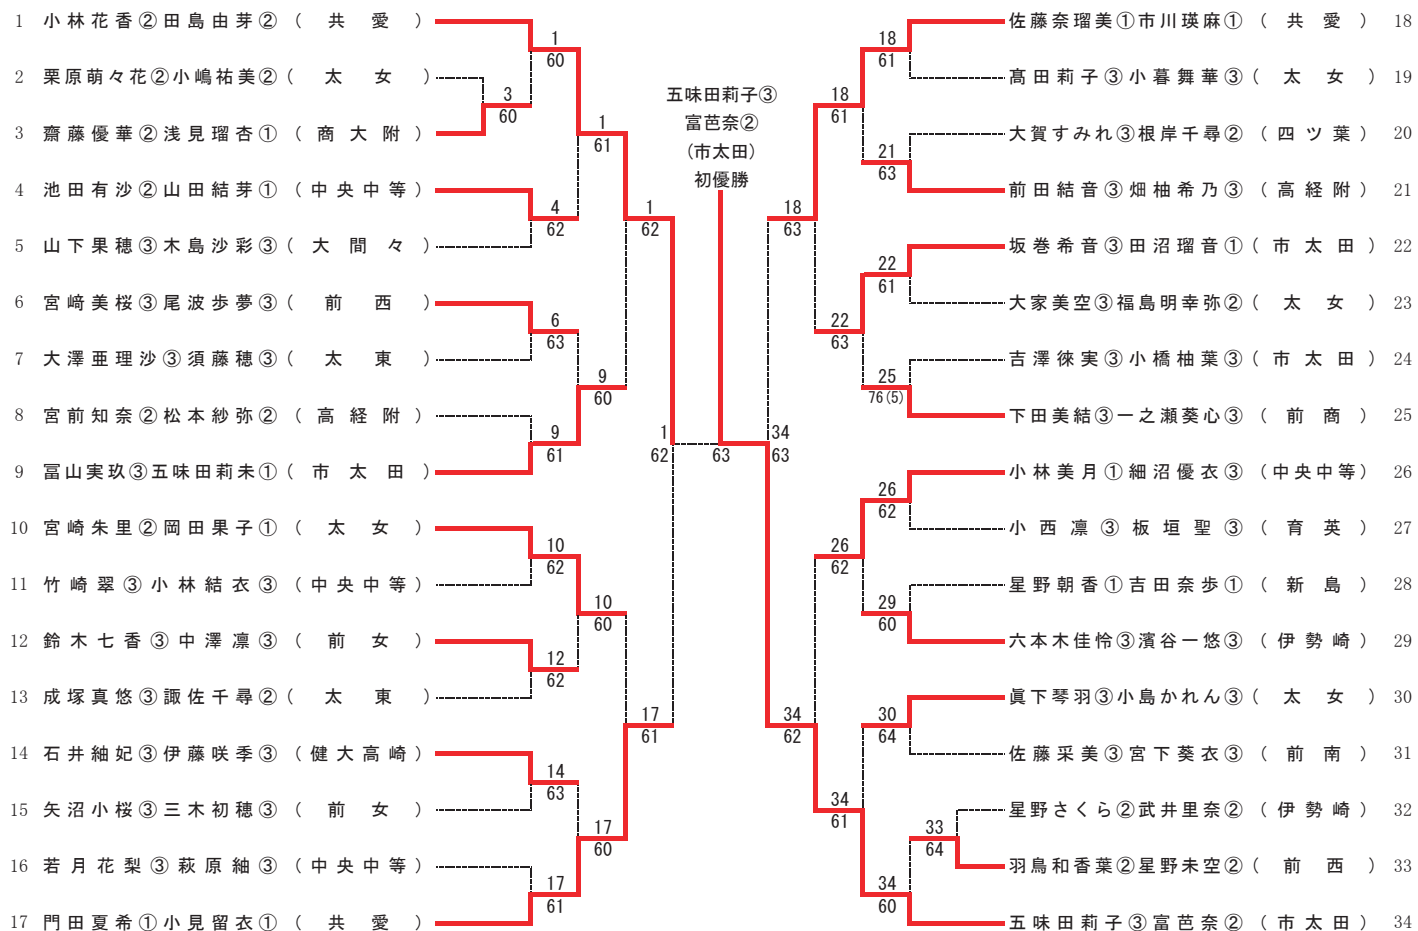 1 小林花香②田島由芽② ( 共愛 )
2 栗原萌々花②小嶋祐美② ( 太女 )
3 齋藤優華②浅見瑠杏① ( 商大附 )
4 池田有沙②山田結芽① ( 中央中等 )
5 山下果穂③木島沙彩③ ( 大間々 )
6 宮﨑美桜③尾波歩夢③ ( 前西 )
7 大澤亜理沙③須藤穂③ ( 太東 )
8 宮前知奈②松本紗弥② ( 高経附 )
9 冨山実玖③五味田莉未① ( 市太田 )
10 宮崎朱里②岡田果子① ( 太女 )
11 竹崎翠③小林結衣③ ( 中央中等 )
12 鈴木七香③中澤凛③ ( 前女 )
13 成塚真悠③諏佐千尋② ( 太東 )
14 石井紬妃③伊藤咲季③ ( 健大高崎 )
15 矢沼小桜③三木初穂③ ( 前女 )
16 若月花梨③萩原紬③ ( 中央中等 )
17 門田夏希①小見留衣① ( 共愛 )
1
60
3
60
4
62
6
63
9
61
10
62
12
62
14
63
17
61
1
61
9
60
10
60
17
60
1
62
17
61
1
62
五味田莉子③
富芭奈②
(市太田)
初優勝
63
34
63
18
63
34
62
18
61
22
63
26
62
34
61
18
61
21
63
22
61
25
76(5)
26
62
29
60
30
64
33
64
34
60
佐藤奈瑠美①市川瑛麻① ( 共愛 ) 18
髙田莉子③小暮舞華③ ( 太女 ) 19
大賀すみれ③根岸千尋② ( 四ツ葉 ) 20
前田結音③畑柚希乃③ ( 高経附 ) 21
坂巻希音③田沼瑠音① ( 市太田 ) 22
大家美空③福島明幸弥② ( 太女 ) 23
吉澤徠実③小橋柚葉③ ( 市太田 ) 24
下田美結③一之瀬葵心③ ( 前商 ) 25
小林美月①細沼優衣③ ( 中央中等 ) 26
小西凛③板垣聖③ ( 育英 ) 27
星野朝香①吉田奈歩① ( 新島 ) 28
六本木佳怜③濱谷一悠③ ( 伊勢崎 ) 29
眞下琴羽③小島かれん③ ( 太女 ) 30
佐藤采美③宮下葵衣③ ( 前南 ) 31
星野さくら②武井里奈② ( 伊勢崎 ) 32
羽鳥和香葉②星野未空② ( 前西 ) 33
五味田莉子③富芭奈② ( 市太田 ) 34